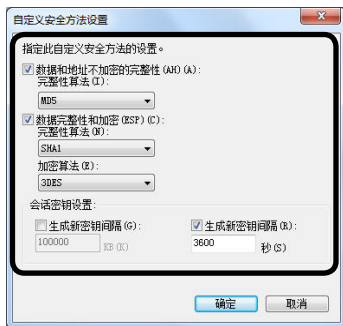 自定义安全方法设置
指定此自定义安全方法的设置。
数据和地址不加密的完整性(AH)(A):
完整性算法(I):
MD5
数据完整性和加密(ESP)(C):
完整性算法(N):
SHA1
加密算法(E):
3DES
会话密钥设置:
生成新密钥间隔(G): 生成新密钥间隔(R):
100000 KB(K) 3600 秒(S)
确定 取消